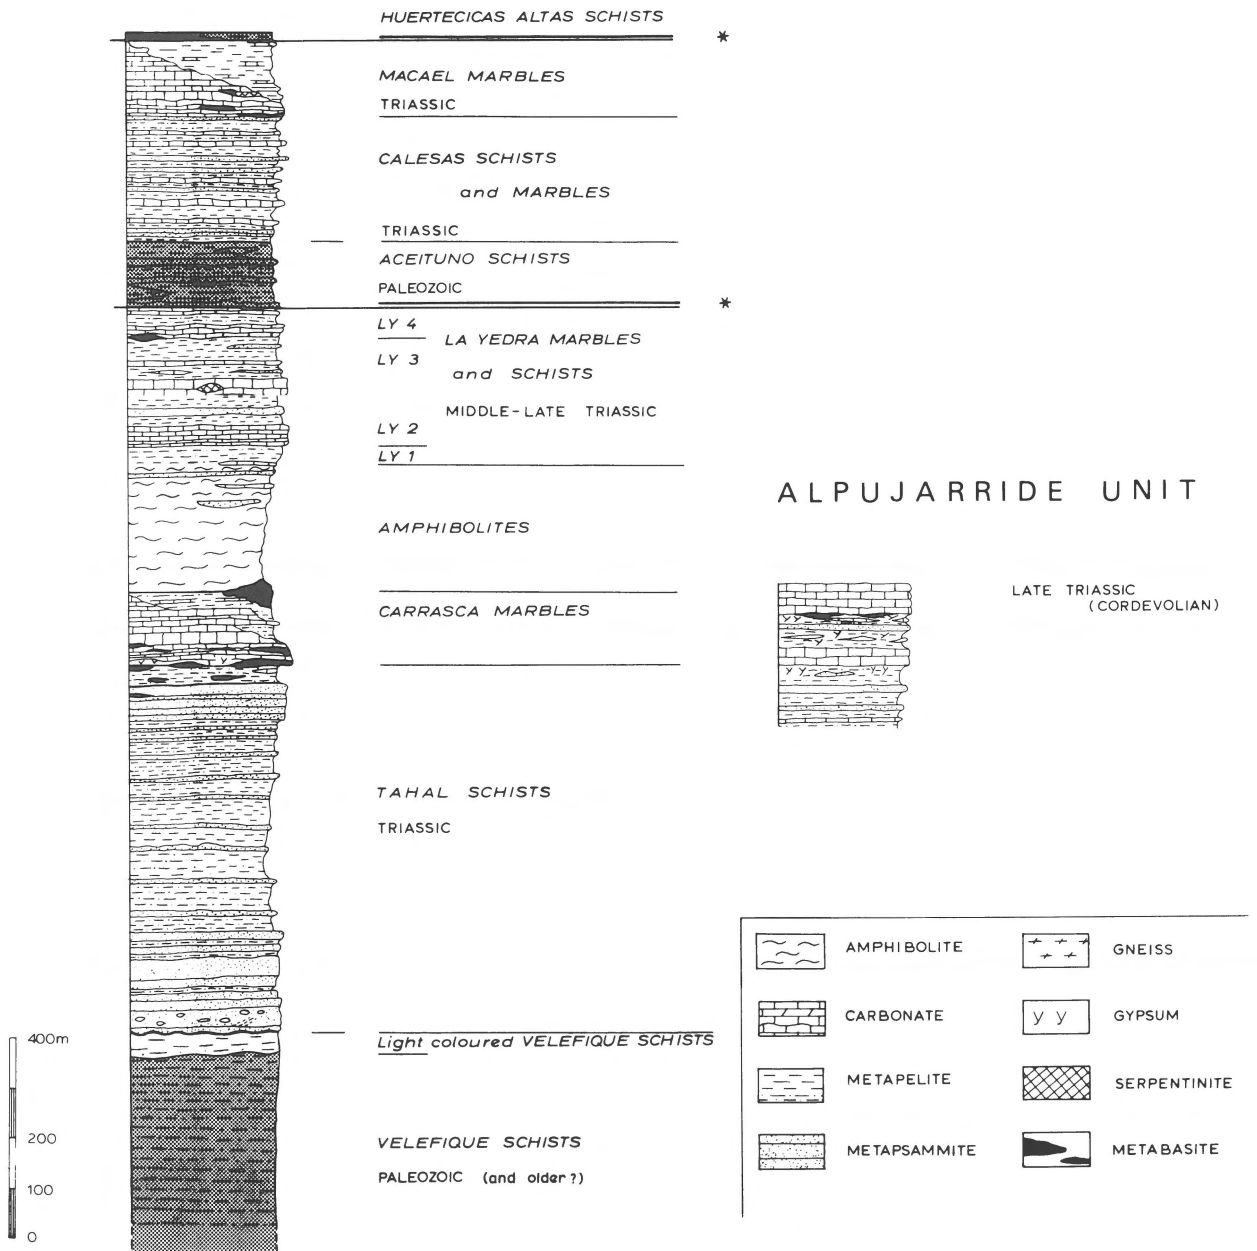 HUERTECICAS ALTAS SCHISTS
*
MACAEL MARBLES
TRIASSIC
CALESAS SCHISTS
and MARBLES
TRIASSIC
ACEITUNO SCHISTS
PALEOZOIC
*
LY 4
LA YEDRA MARBLES
LY 3
and SCHISTS
MIDDLE-LATE TRIASSIC
LY 2
LY 1
AMPHIBOLITES
CARRASCA MARBLES
TAHAL SCHISTS
TRIASSIC
Light coloured VELEFIQUE SCHISTS
VELEFIQUE SCHISTS
PALEOZOIC (and older?)
400m
200
100
0
ALPUJARRIDE UNIT
LATE TRIASSIC
(CORDEVOLIAN)
AMPHIBOLITE
GNEISS
CARBONATE
GYPSUM
METAPELITE
SERPENTINITE
METAPSAMMITE
METABASITE